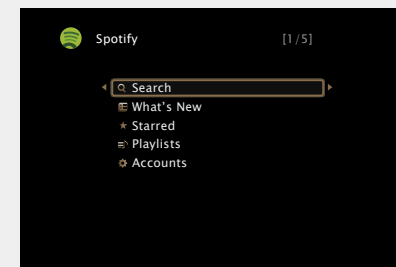 Spotify [1/5]
Search
What's New
Starred
Playlists
Accounts